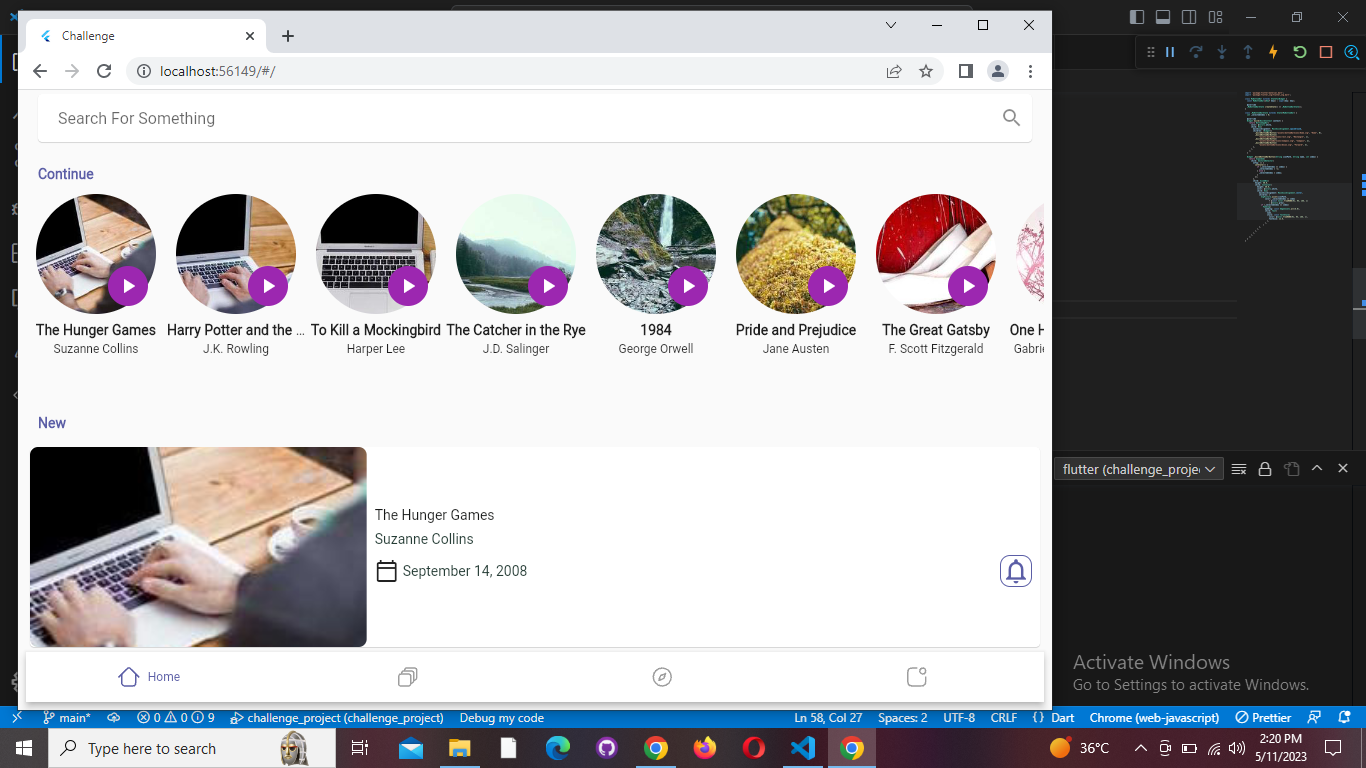 Challenge
localhost:56149/#/
Search For Something
Continue
The Hunger Games
Suzanne Collins
Harry Potter and the ...
J.K. Rowling
To Kill a Mockingbird
Harper Lee
The Catcher in the Rye
J.D. Salinger
1984
George Orwell
Pride and Prejudice
Jane Austen
The Great Gatsby
F. Scott Fitzgerald
One H
Gabrie
New
The Hunger Games
Suzanne Collins
September 14, 2008
Home
flutter (challenge_proje
Activate Windows
Go to Settings to activate Windows.
main*
0 0 9
challenge_project (challenge_project)
Debug my code
Ln 58, Col 27
Spaces: 2
UTF-8
CRLF
{ } Dart
Chrome (web-javascript)
Prettier
Type here to search
36°C
2:20 PM
5/11/2023